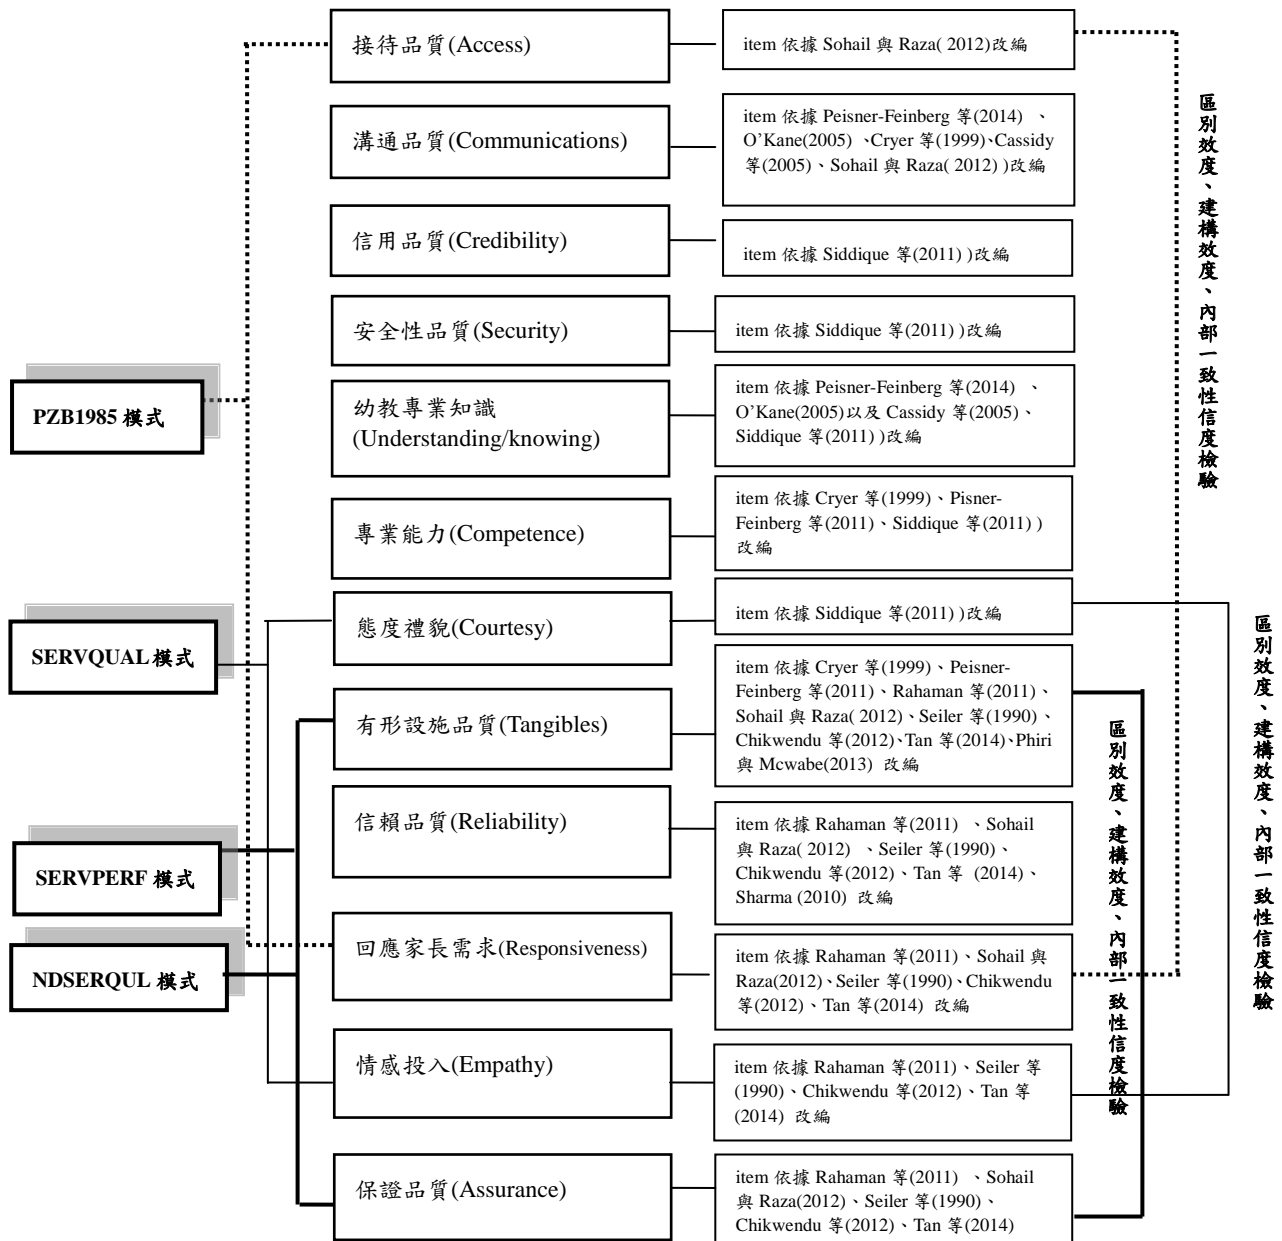 接待品質(Access)
item 依據 Sohail 與 Raza( 2012)改編
溝通品質(Communications)
item 依據 Peisner-Feinberg 等(2014) 、
O’Kane(2005) 、Cryer 等(1999)、Cassidy
等(2005)、Sohail 與 Raza( 2012) )改編
信用品質(Credibility)
item 依據 Siddique 等(2011) )改編
安全性品質(Security)
item 依據 Siddique 等(2011) )改編
PZB1985 模式
幼教專業知識
(Understanding/knowing)
item 依據 Peisner-Feinberg 等(2014) 、
O’Kane(2005)以及 Cassidy 等(2005)、
Siddique 等(2011) )改編
專業能力(Competence)
item 依據 Cryer 等(1999)、Pisner-
Feinberg 等(2011)、Siddique 等(2011) )
改編
SERVQUAL 模式
態度禮貌(Courtesy)
item 依據 Siddique 等(2011) )改編
有形設施品質(Tangibles)
item 依據 Cryer 等(1999)、Peisner-
Feinberg 等(2011)、Rahaman 等(2011)、
Sohail 與 Raza( 2012)、Seiler 等(1990)、
Chikwendu 等(2012)、Tan 等(2014)、Phiri
與 Mcwabe(2013) 改編
SERVPERF 模式
信賴品質(Reliability)
item 依據 Rahaman 等(2011) 、Sohail
與 Raza( 2012) 、Seiler 等(1990)、
Chikwendu 等(2012)、Tan 等 (2014)、
Sharma (2010) 改編
NDSERQUL 模式
回應家長需求(Responsiveness)
item 依據 Rahaman 等(2011)、Sohail 與
Raza(2012)、Seiler 等(1990)、Chikwendu
等(2012)、Tan 等(2014) 改編
情感投入(Empathy)
item 依據 Rahaman 等(2011)、Seiler 等
(1990)、Chikwendu 等(2012)、Tan 等
(2014) 改編
保證品質(Assurance)
item 依據 Rahaman 等(2011) 、Sohail
與 Raza(2012)、Seiler 等(1990)、
Chikwendu 等(2012)、Tan 等(2014)
區別效度、建構效度、內部一致性信度檢驗
區別效度、建構效度、內部一致性信度檢驗
區別效度、建構效度、內部一致性信度檢驗